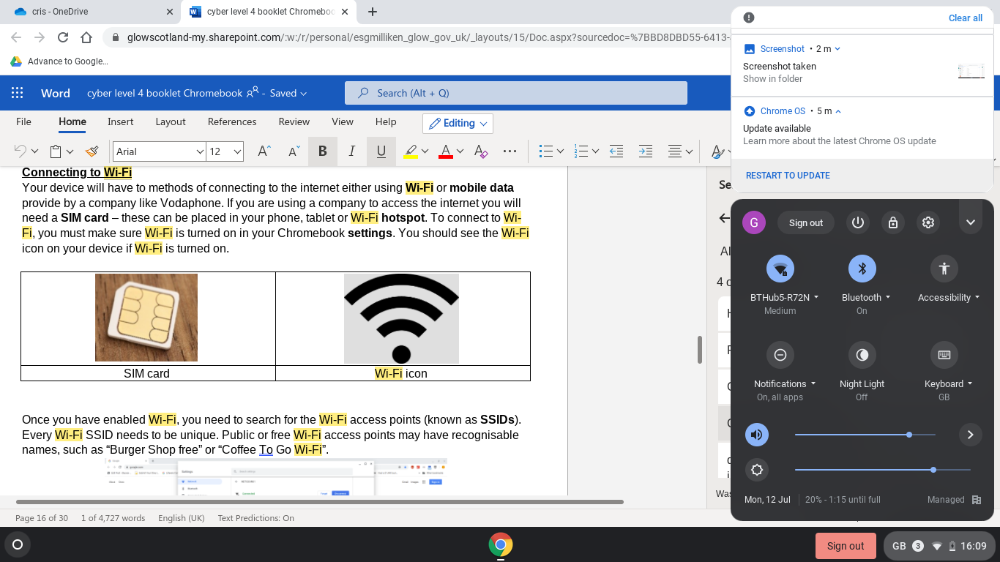 cris - OneDrive
cyber level 4 booklet Chromeboo
glowscotland-my.sharepoint.com/:w:/r/personal/esgmilliken_glow_gov_uk/_layouts/15/Doc.aspx?sourcedoc=%7BBD8DBD55-6413-
Advance to Google…
Word
cyber level 4 booklet Chromebook - Saved
Search (Alt + Q)
File Home Insert Layout References Review View Help Editing
Arial 12 B I U A
Connecting to Wi-Fi
Your device will have to methods of connecting to the internet either using Wi-Fi or mobile data
provide by a company like Vodaphone. If you are using a company to access the internet you will
need a SIM card – these can be placed in your phone, tablet or Wi-Fi hotspot. To connect to Wi-
Fi, you must make sure Wi-Fi is turned on in your Chromebook settings. You should see the Wi-Fi
icon on your device if Wi-Fi is turned on.
SIM card
Wi-Fi icon
Once you have enabled Wi-Fi, you need to search for the Wi-Fi access points (known as SSIDs).
Every Wi-Fi SSID needs to be unique. Public or free Wi-Fi access points may have recognisable
names, such as “Burger Shop free” or “Coffee To Go Wi-Fi”.
Settings
Page 16 of 30
1 of 4,727 words
English (UK)
Text Predictions: On
Clear all
Screenshot • 2 m
Screenshot taken
Show in folder
Chrome OS • 5 m
Update available
Learn more about the latest Chrome OS update
RESTART TO UPDATE
G
Sign out
BTHub5-R72N
Medium
Bluetooth
On
Accessibility
Notifications
On, all apps
Night Light
Off
Keyboard
GB
Mon, 12 Jul
20% - 1:15 until full
Managed
Sign out
GB 3 16:09